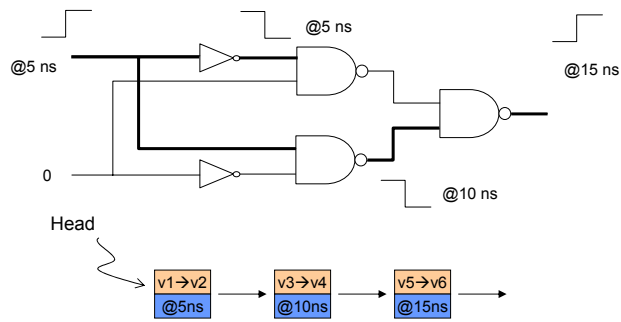 @5 ns
@5 ns
@15 ns
0
@10 ns
Head
v1→v2
@5ns
v3→v4
@10ns
v5→v6
@15ns